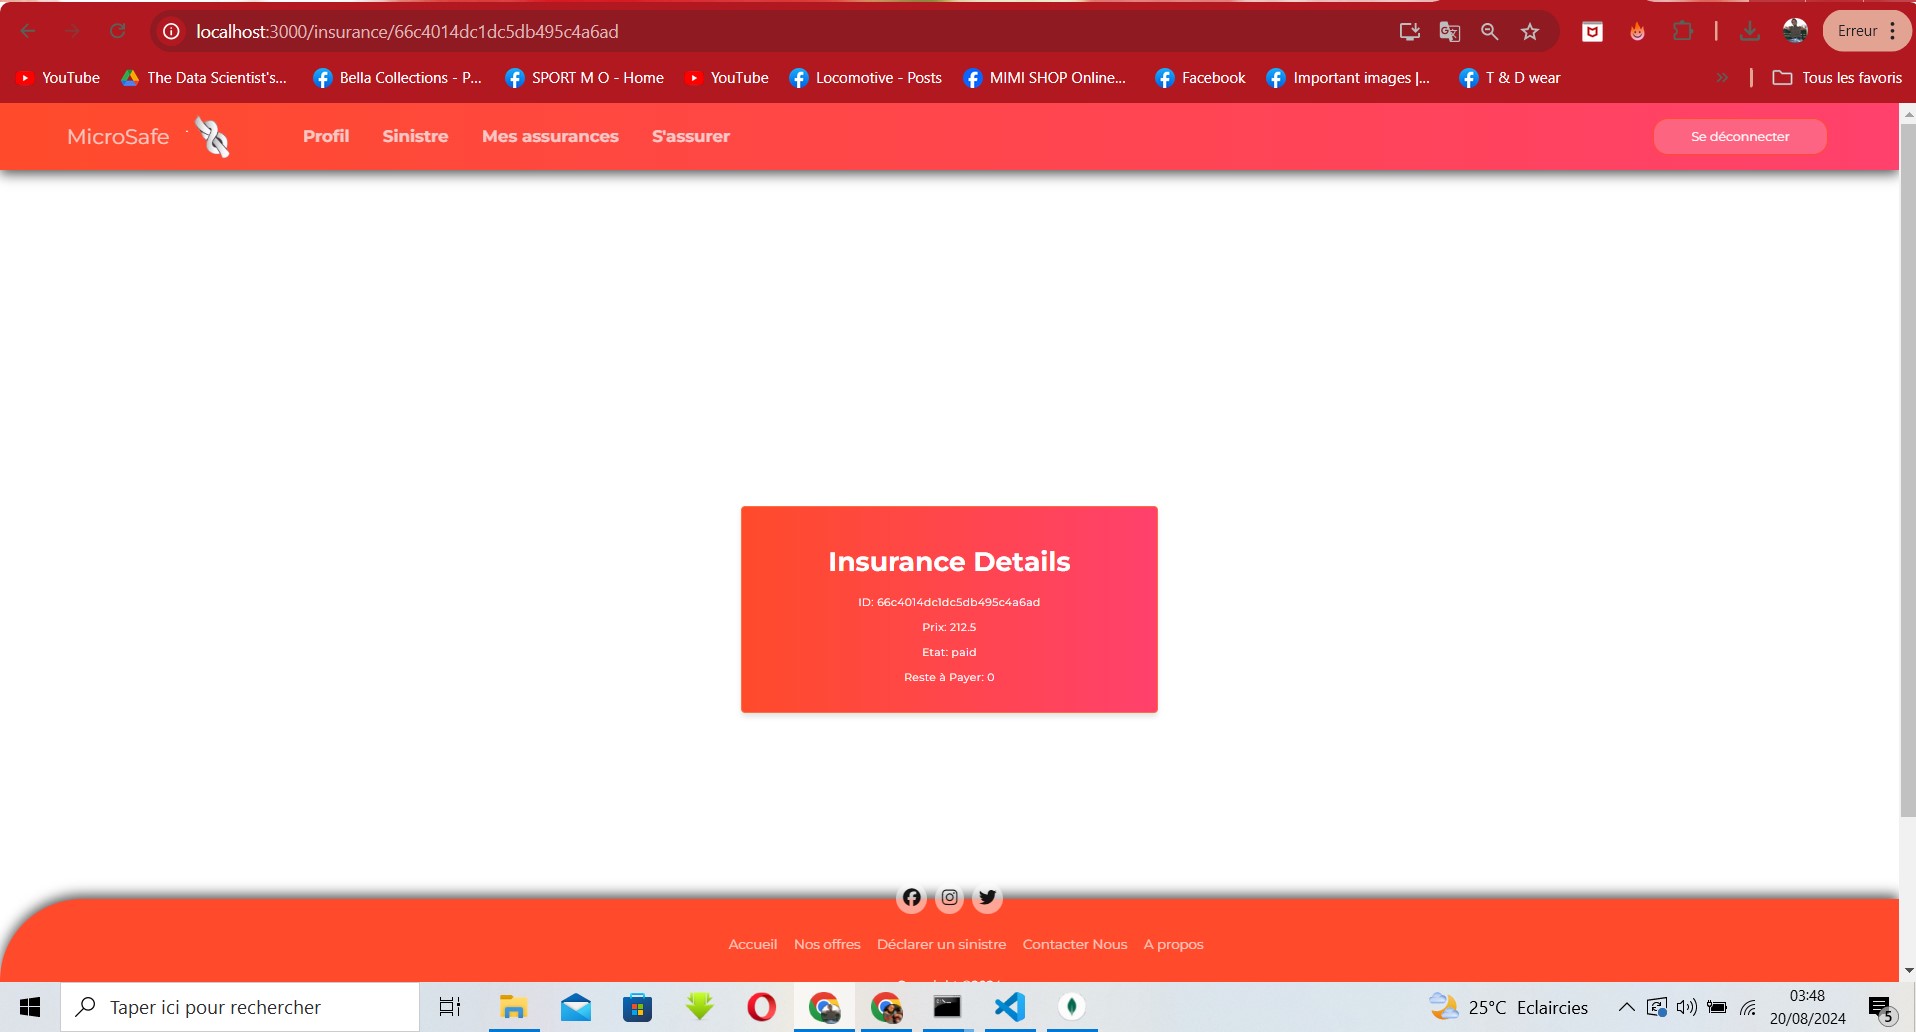 localhost:3000/insurance/66c4014dc1dc5db495c4a6ad
Erreur
YouTube The Data Scientist's... Bella Collections - P... SPORT M O - Home YouTube Locomotive - Posts MIMI SHOP Online... Facebook Important images |... T & D wear » Tous les favoris
MicroSafe Profil Sinistre Mes assurances S'assurer Se déconnecter
Insurance Details
ID: 66c4014dc1dc5db495c4a6ad
Prix: 212.5
Etat: paid
Reste à Payer: 0
Accueil Nos offres Déclarer un sinistre Contacter Nous A propos
Taper ici pour rechercher
25°C Eclaircies
03:48
20/08/2024
5